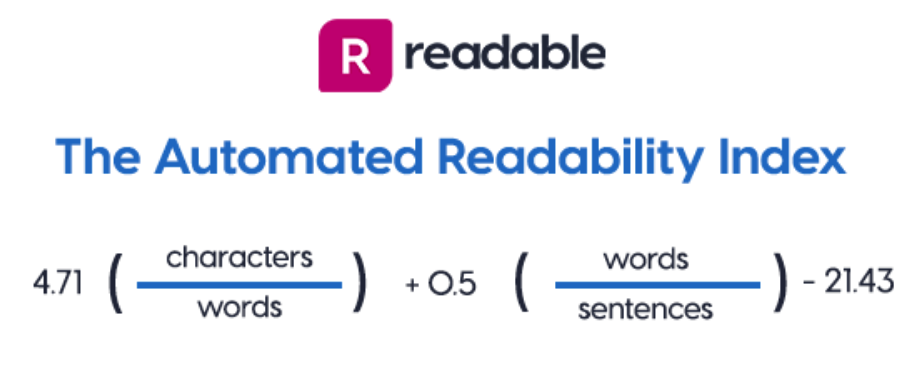 R readable
The Automated Readability Index
4.71 ( characters / words ) + 0.5 ( words / sentences ) - 21.43